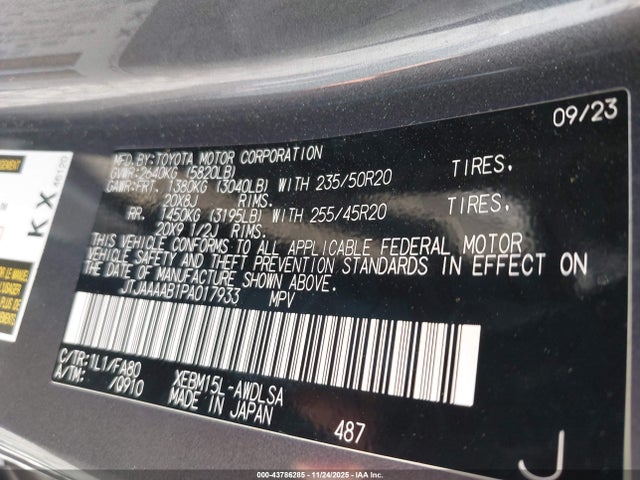 09/23
MFD.BY:TOYOTA MOTOR CORPORATION
GVWR:2640KG (5820LB)
GAWR:FRT. 1380KG (3040LB) WITH 235/50R20 TIRES,
20X8J RIMS.
RR. 1450KG (3195LB) WITH 255/45R20 TIRES,
20X9 1/2J RIMS.
THIS VEHICLE CONFORMS TO ALL APPLICABLE FEDERAL MOTOR
VEHICLE SAFETY AND THEFT PREVENTION STANDARDS IN EFFECT ON
THE DATE OF MANUFACTURE SHOWN ABOVE.
JTJAAAAB1PA017933 MPV
C/TR:1L1/FA80 XEBM15L-AWDLSA
A/TM: /0910 MADE IN JAPAN
487
J
KX
000-43786285 - 11/24/2025 - IAA Inc.